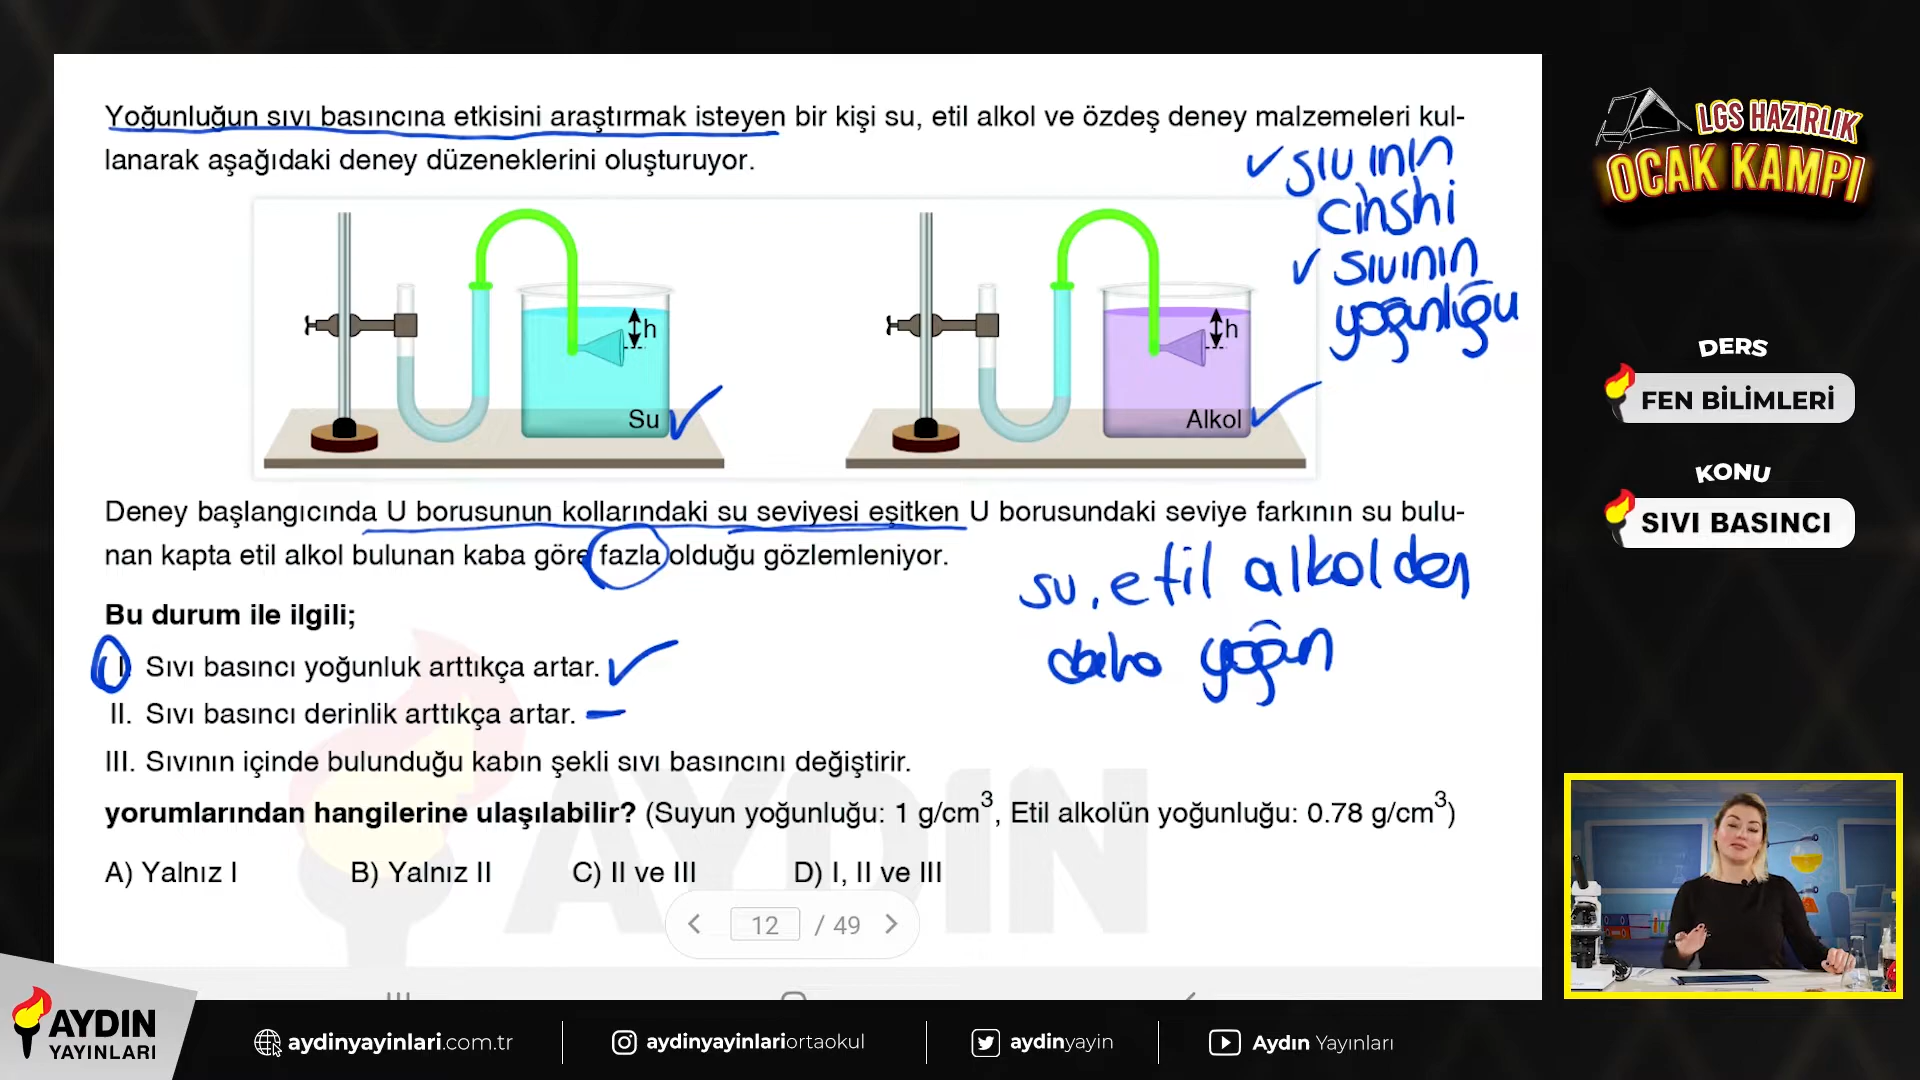 Yoğunluğun sıvı basıncına etkisini araştırmak isteyen bir kişi su, etil alkol ve özdeş deney malzemeleri kul-
lanarak aşağıdaki deney düzeneklerini oluşturuyor.
✓ sıvının
cinsi
✓ sıvının
yoğunluğu
h
Su
h
Alkol
Deney başlangıcında U borusunun kollarındaki su seviyesi eşitken U borusundaki seviye farkının su bulu-
nan kapta etil alkol bulunan kaba göre fazla olduğu gözlemleniyor.
su, etil alkolden
daha yoğun
Bu durum ile ilgili;
I. Sıvı basıncı yoğunluk arttıkça artar.
II. Sıvı basıncı derinlik arttıkça artar.
III. Sıvının içinde bulunduğu kabın şekli sıvı basıncını değiştirir.
yorumlarından hangilerine ulaşılabilir? (Suyun yoğunluğu: 1 g/cm³, Etil alkolün yoğunluğu: 0.78 g/cm³)
A) Yalnız I B) Yalnız II C) II ve III D) I, II ve III
12 / 49
AYDIN
LGS HAZIRLIK
OCAK KAMPI
DERS
FEN BİLİMLERİ
KONU
SIVI BASINCI
AYDIN
YAYINLARI
aydinyayinlari.com.tr
aydinyayinlariortaokul
aydinyayin
Aydın Yayınları